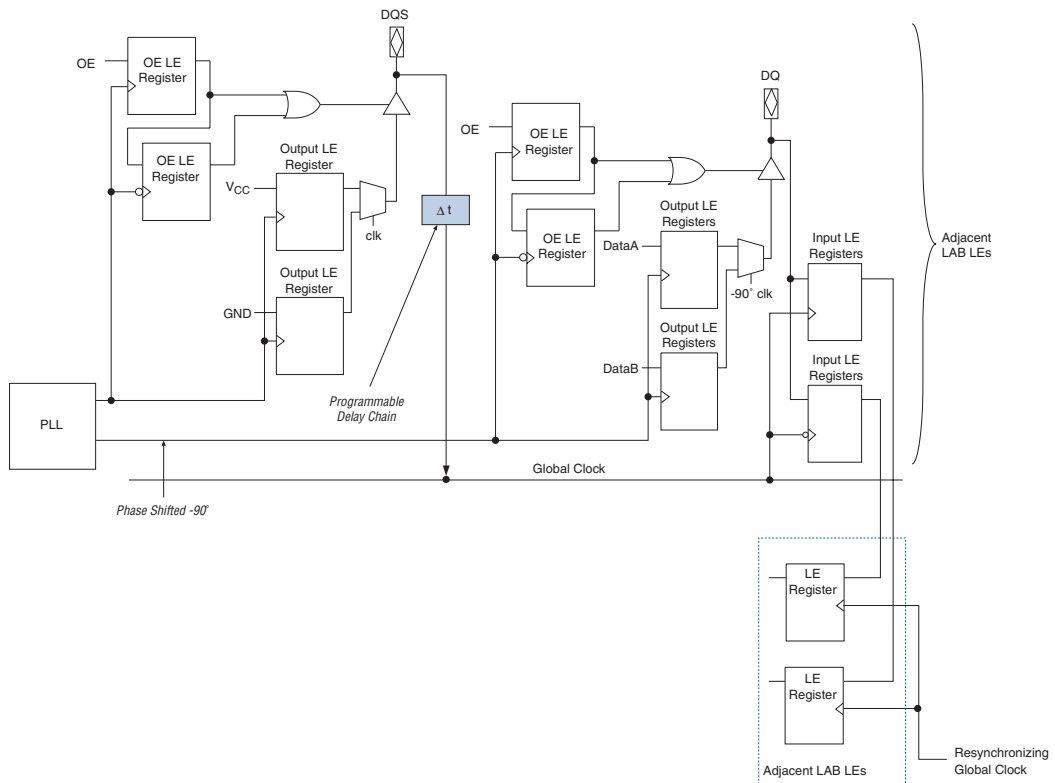 DQS
OE
OE LE
Register
OE LE
Register
Output LE
Register
VCC
clk
Output LE
Register
GND
Δ t
Programmable
Delay Chain
PLL
Phase Shifted -90°
DQ
OE
OE LE
Register
OE LE
Register
Output LE
Registers
DataA
-90° clk
Output LE
Registers
DataB
Input LE
Registers
Input LE
Registers
Adjacent
LAB LEs
Global Clock
LE
Register
LE
Register
Adjacent LAB LEs
Resynchronizing
Global Clock